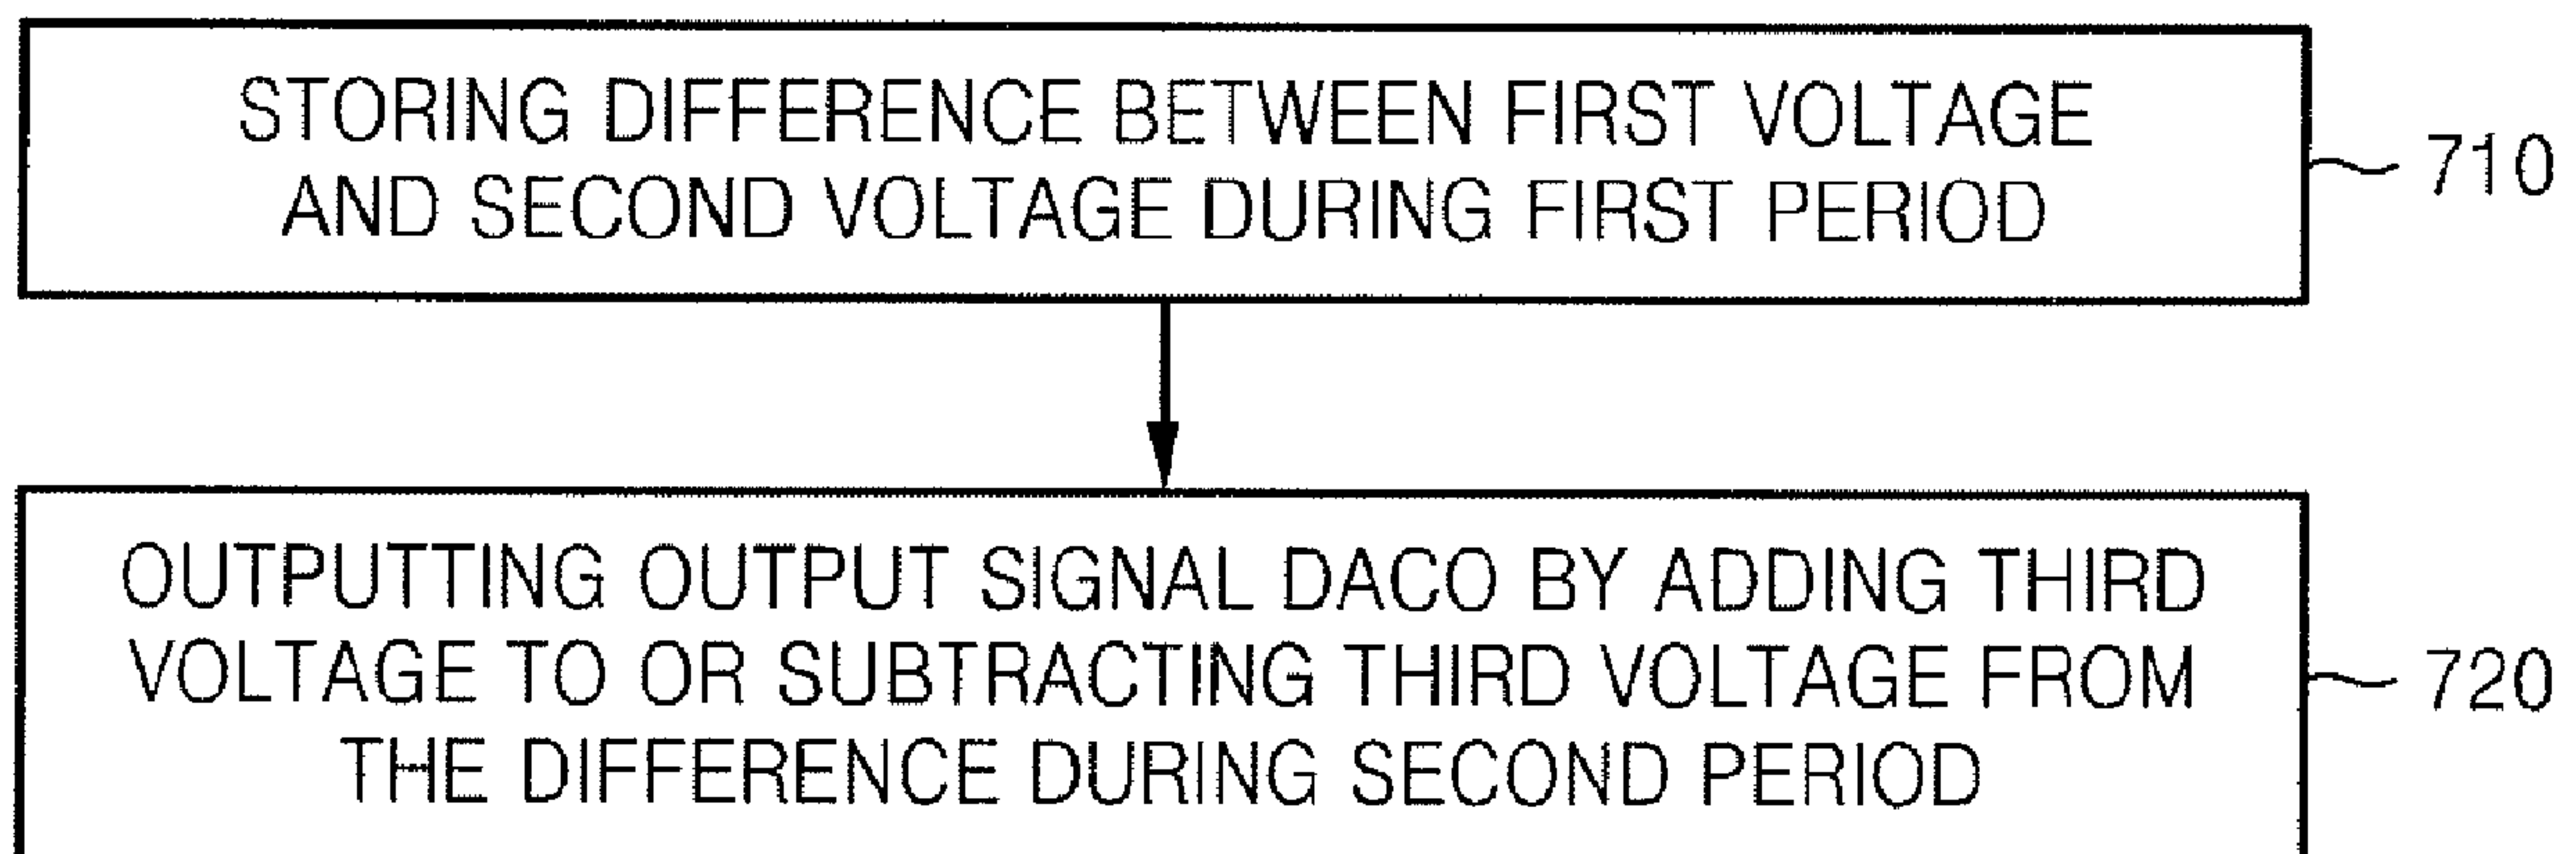 STORING DIFFERENCE BETWEEN FIRST VOLTAGE
AND SECOND VOLTAGE DURING FIRST PERIOD
710
OUTPUTTING OUTPUT SIGNAL DACO BY ADDING THIRD
VOLTAGE TO OR SUBTRACTING THIRD VOLTAGE FROM
THE DIFFERENCE DURING SECOND PERIOD
720